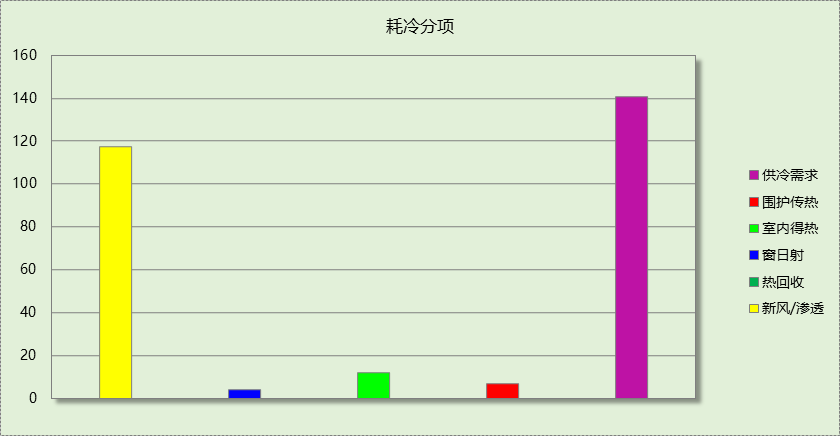 耗冷分项
160
140
120
100
80
60
40
20
0
供冷需求
围护传热
室内得热
窗日射
热回收
新风/渗透